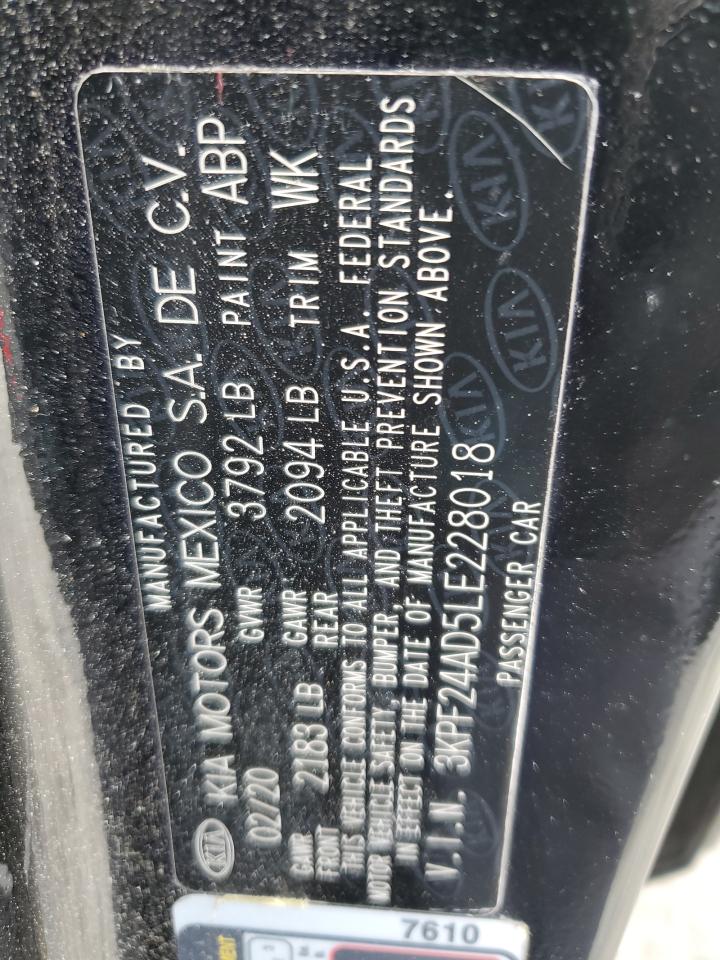 MANUFACTURED BY
KIA KIA MOTORS MEXICO S.A. DE C.V.
02/20 GVWR 3792 LB PAINT ABP
GAWR FRONT 2183 LB GAWR REAR 2094 LB TRIM WK
THIS VEHICLE CONFORMS TO ALL APPLICABLE U.S.A. FEDERAL
MOTOR VEHICLE SAFETY, BUMPER, AND THEFT PREVENTION STANDARDS
IN EFFECT ON THE DATE OF MANUFACTURE SHOWN ABOVE.
V.I.N. 3KPF24AD5LE228018
PASSENGER CAR
7610